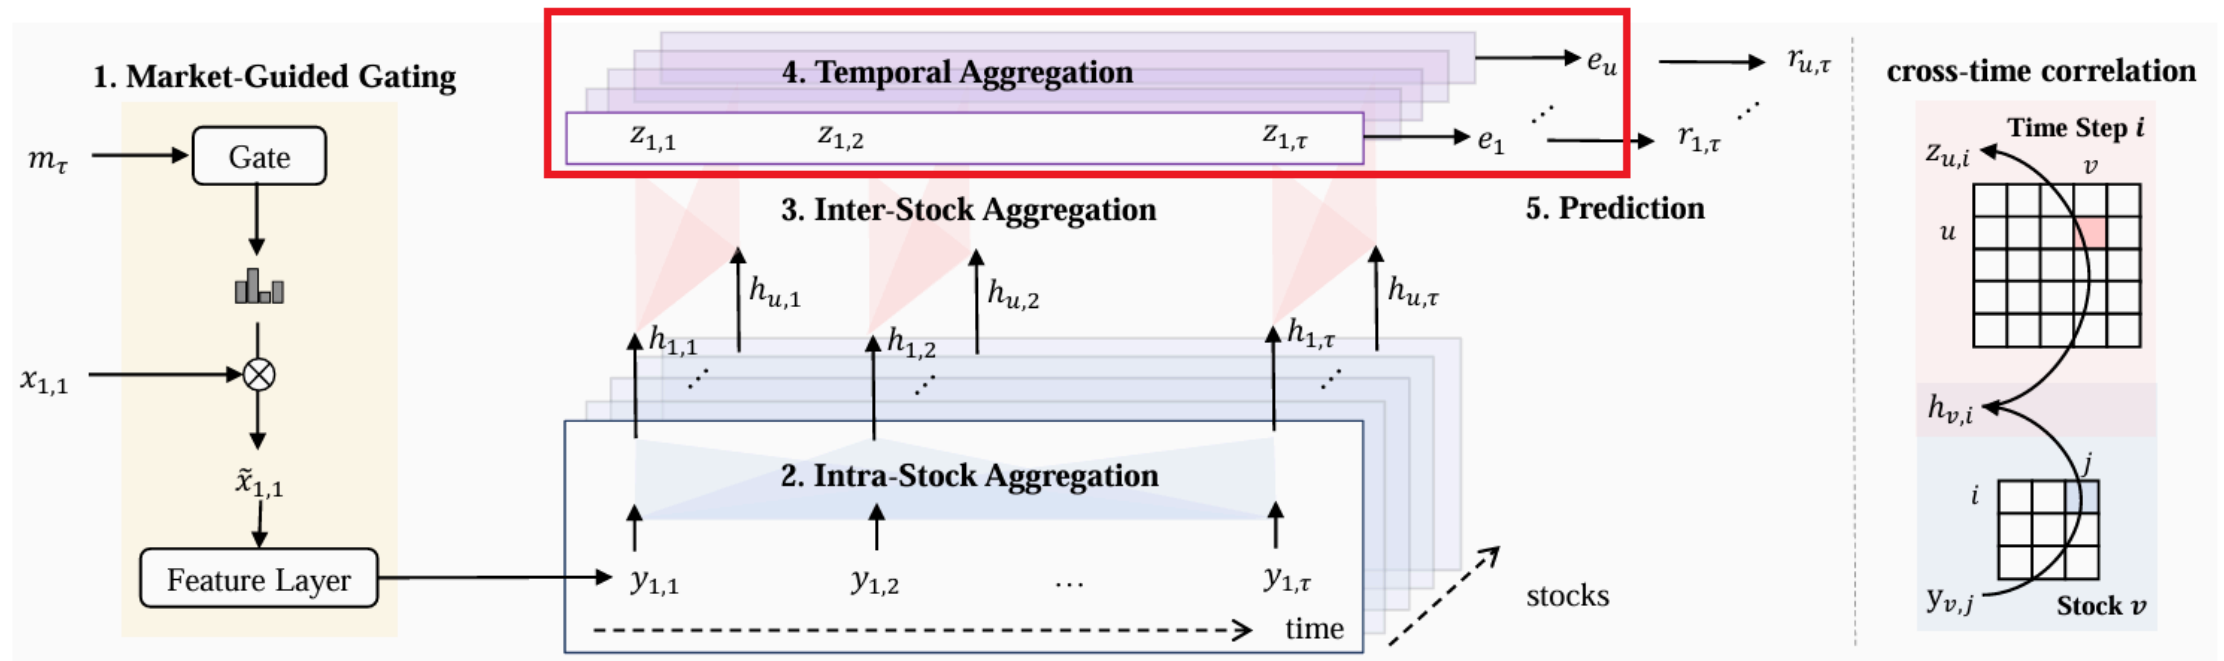 1. Market-Guided Gating
m_τ
Gate
x_{1,1}
x̃_{1,1}
Feature Layer
4. Temporal Aggregation
z_{1,1} z_{1,2} z_{1,τ}
e_u
r_{u,τ}
⋰
⋰
e_1
r_{1,τ}
3. Inter-Stock Aggregation
5. Prediction
h_{u,1} h_{u,2} h_{u,τ}
h_{1,1} h_{1,2} h_{1,τ}
⋰ ⋰ ⋰
2. Intra-Stock Aggregation
y_{1,1} y_{1,2} ... y_{1,τ}
time
stocks
cross-time correlation
Time Step i
z_{u,i}
v
u
h_{v,i}
j
i
y_{v,j}
Stock v